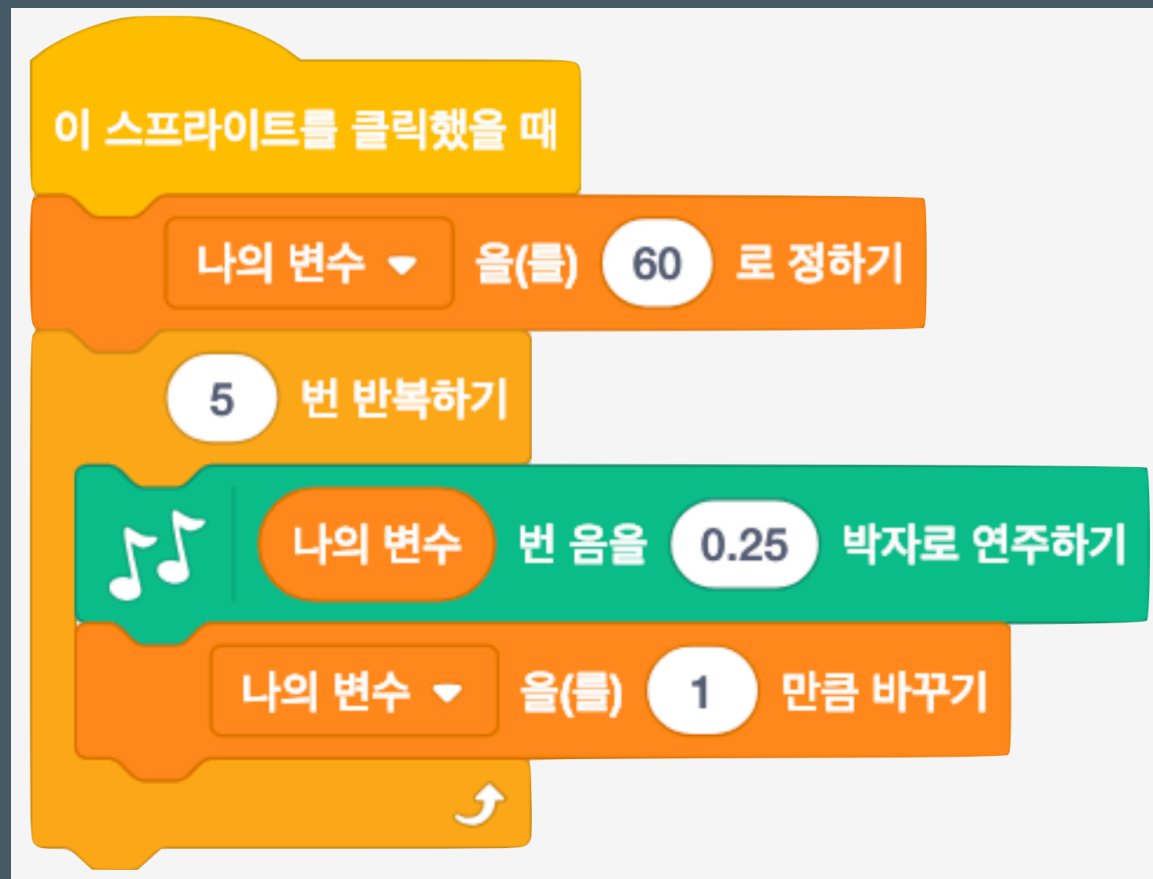 이 스프라이트를 클릭했을 때
나의 변수 을(를) 60 로 정하기
5 번 반복하기
나의 변수 번 음을 0.25 박자로 연주하기
나의 변수 을(를) 1 만큼 바꾸기